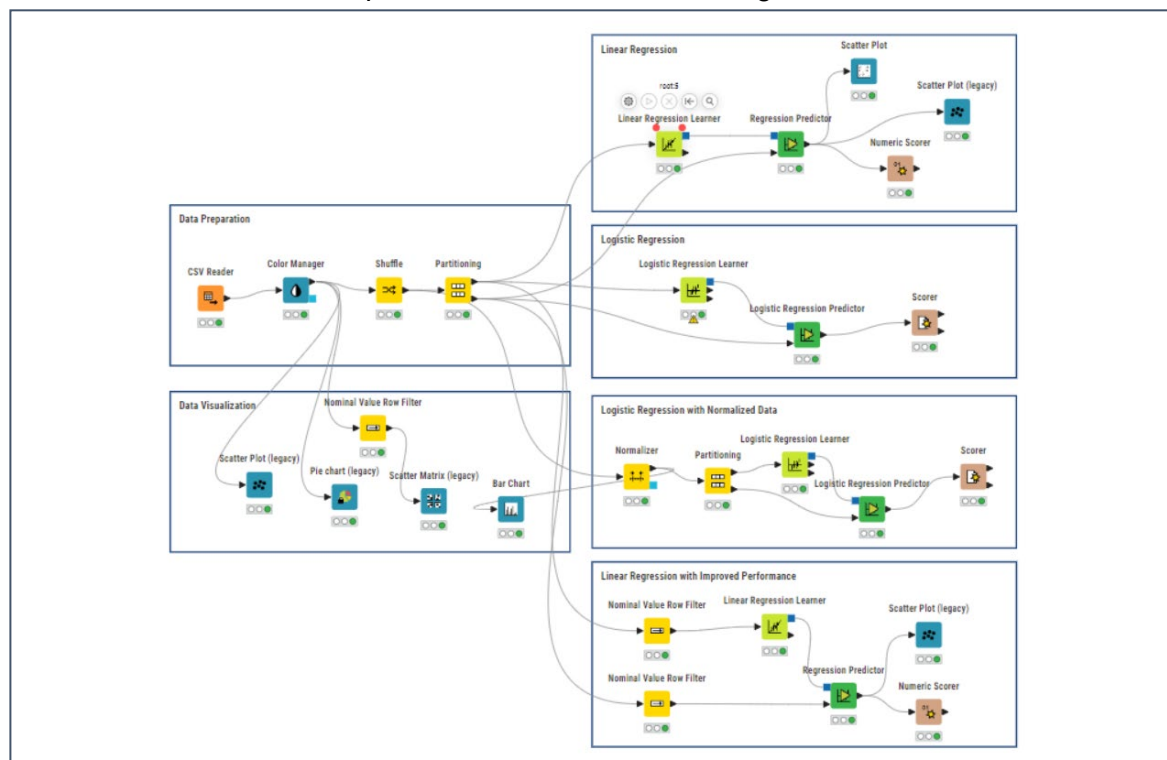 Linear Regression
Scatter Plot
root:5
Scatter Plot (legacy)
Linear Regression Learner
Regression Predictor
Numeric Scorer
Data Preparation
CSV Reader
Color Manager
Shuffle
Partitioning
Logistic Regression
Logistic Regression Learner
Logistic Regression Predictor
Scorer
Data Visualization
Nominal Value Row Filter
Scatter Plot (legacy)
Pie chart (legacy)
Scatter Matrix (legacy)
Bar Chart
Logistic Regression with Normalized Data
Normalizer
Partitioning
Logistic Regression Learner
Logistic Regression Predictor
Scorer
Linear Regression with Improved Performance
Nominal Value Row Filter
Linear Regression Learner
Scatter Plot (legacy)
Nominal Value Row Filter
Regression Predictor
Numeric Scorer